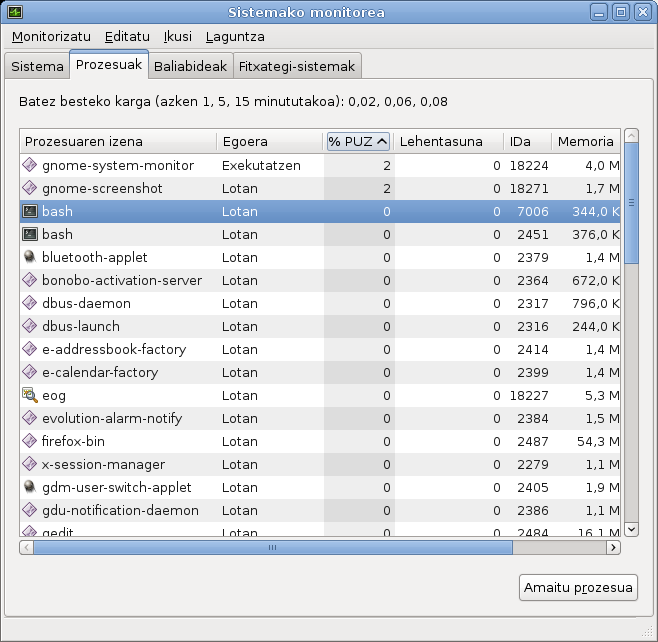 Sistemako monitorea
Monitorizatu Editatu Ikusi Laguntza
Sistema Prozesuak Baliabideak Fitxategi-sistemak
Batez besteko karga (azken 1, 5, 15 minututakoa): 0,02, 0,06, 0,08
Prozesuaren izena Egoera % PUZ Lehentasuna IDa Memoria
gnome-system-monitor Exekutatzen 2 0 18224 4,0 M
gnome-screenshot Lotan 2 0 18271 1,7 M
bash Lotan 0 0 7006 344,0 K
bash Lotan 0 0 2451 376,0 K
bluetooth-applet Lotan 0 0 2379 1,4 M
bonobo-activation-server Lotan 0 0 2364 672,0 K
dbus-daemon Lotan 0 0 2317 796,0 K
dbus-launch Lotan 0 0 2316 244,0 K
e-addressbook-factory Lotan 0 0 2414 1,4 M
e-calendar-factory Lotan 0 0 2399 1,4 M
eog Lotan 0 0 18227 5,3 M
evolution-alarm-notify Lotan 0 0 2384 1,5 M
firefox-bin Lotan 0 0 2487 54,3 M
x-session-manager Lotan 0 0 2279 1,1 M
gdm-user-switch-applet Lotan 0 0 2405 1,9 M
gdu-notification-daemon Lotan 0 0 2386 1,1 M
gedit Lotan 0 0 2484 16,1 M
Amaitu prozesua